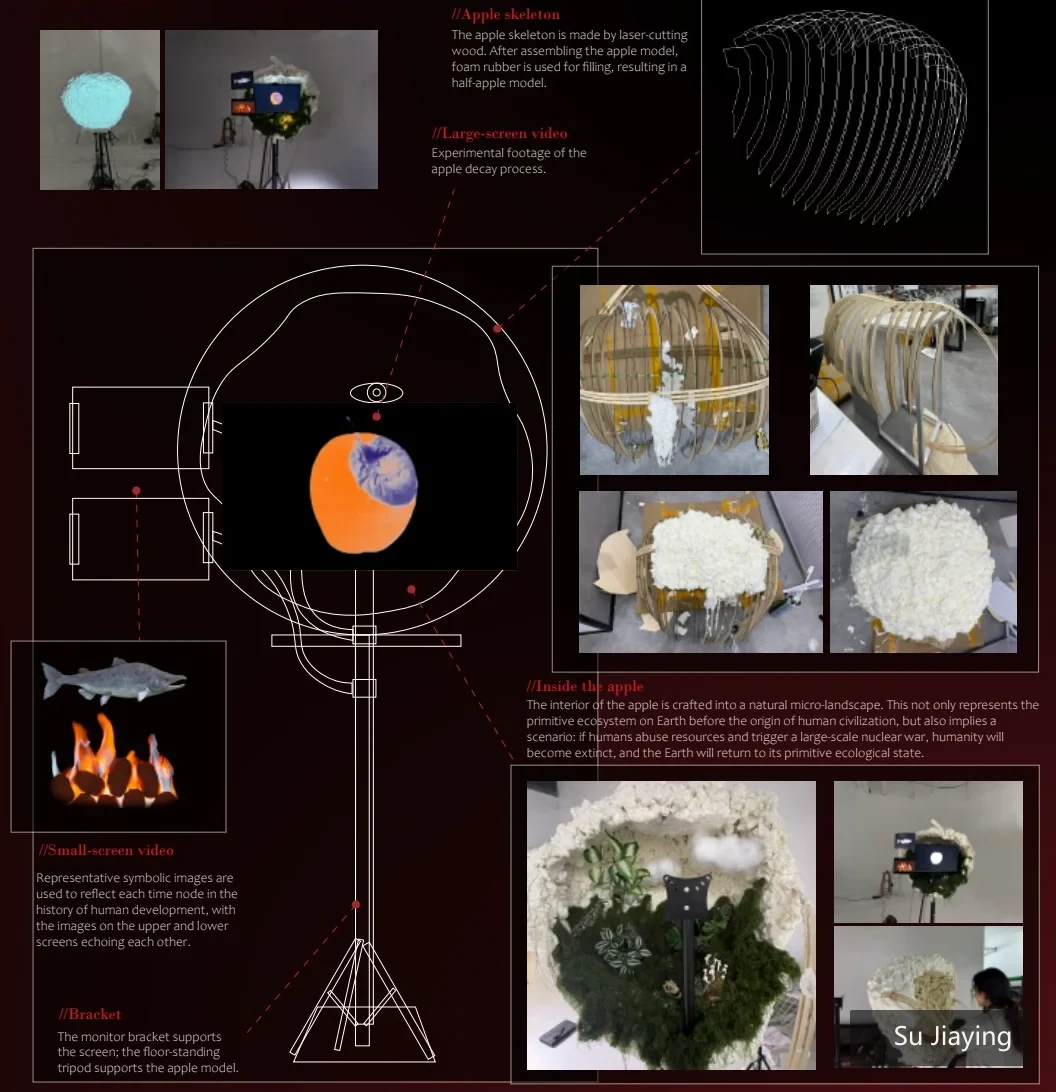 //Apple skeleton
The apple skeleton is made by laser-cutting
wood. After assembling the apple model,
foam rubber is used for filling, resulting in a
half-apple model.
//Large-screen video
Experimental footage of the
apple decay process.
//Inside the apple
The interior of the apple is crafted into a natural micro-landscape. This not only represents the
primitive ecosystem on Earth before the origin of human civilization, but also implies a
scenario: if humans abuse resources and trigger a large-scale nuclear war, humanity will
become extinct, and the Earth will return to its primitive ecological state.
//Small-screen video
Representative symbolic images are
used to reflect each time node in the
history of human development, with
the images on the upper and lower
screens echoing each other.
//Bracket
The monitor bracket supports
the screen; the floor-standing
tripod supports the apple model.
Su Jiaying